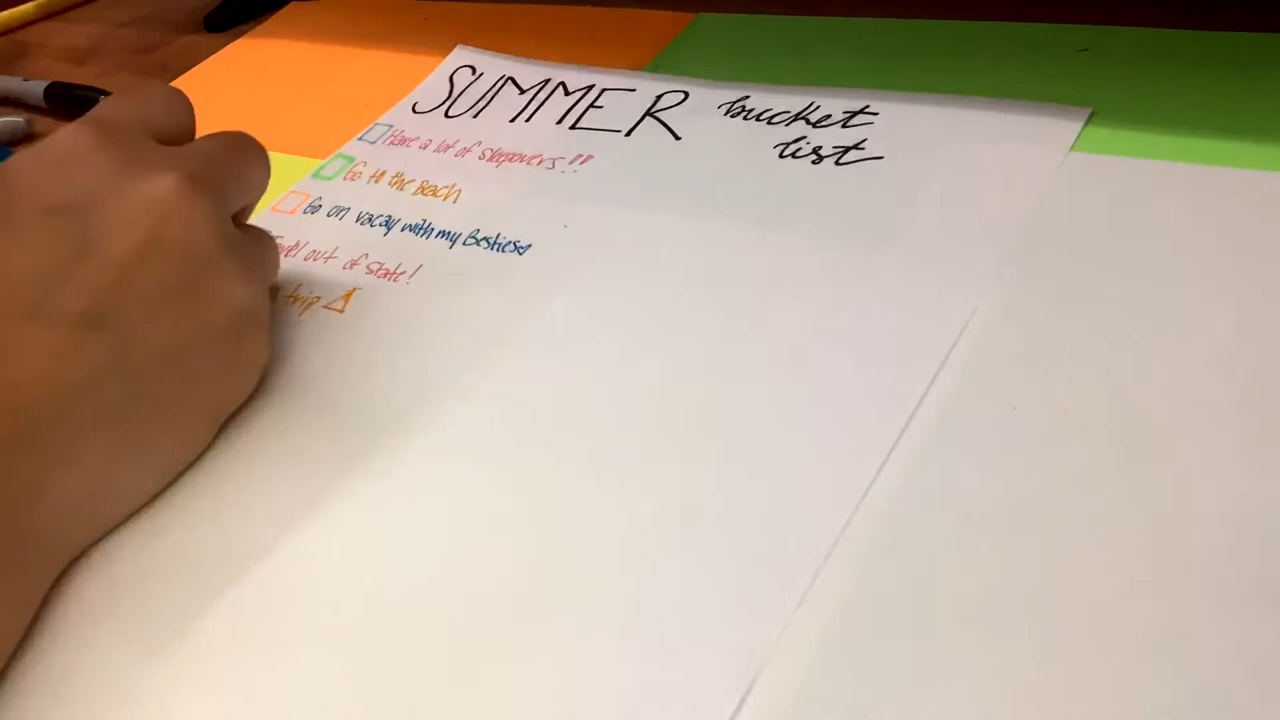 SUMMER bucket
list
Have a lot of sleepovers!!
Go to the Beach
Go on vacay with my Besties
out of state!
trip